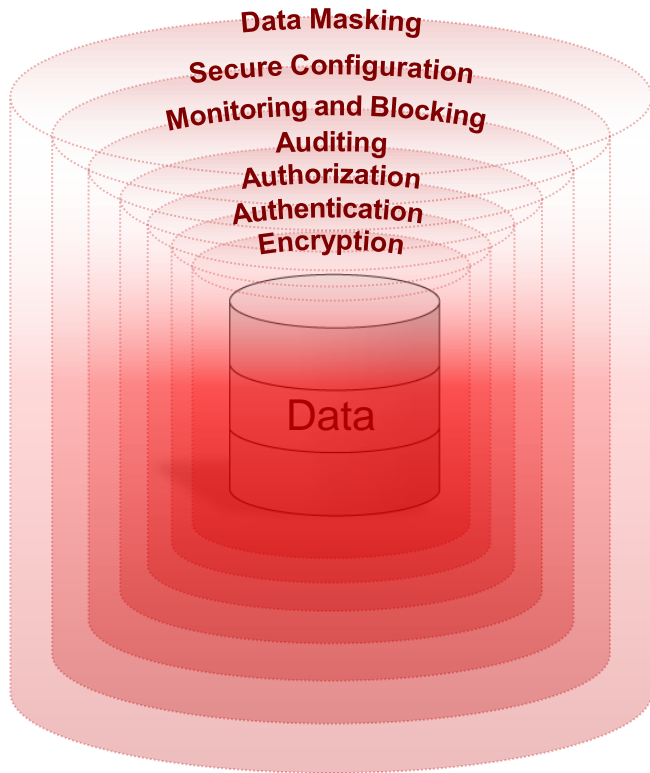 Data Masking
Secure Configuration
Monitoring and Blocking
Auditing
Authorization
Authentication
Encryption
Data